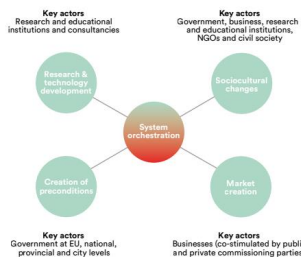 Key actors
Research and educational
institutions and consultancies
Key actors
Government, business, research
and educational institutions,
NGOs and civil society
Research &
technology
development
Sociocultural
changes
System
orchestration
Creation of
preconditions
Market
creation
Key actors
Government at EU, national,
provincial and city levels
Key actors
Businesses (co-stimulated by publi
and private commissioning parties